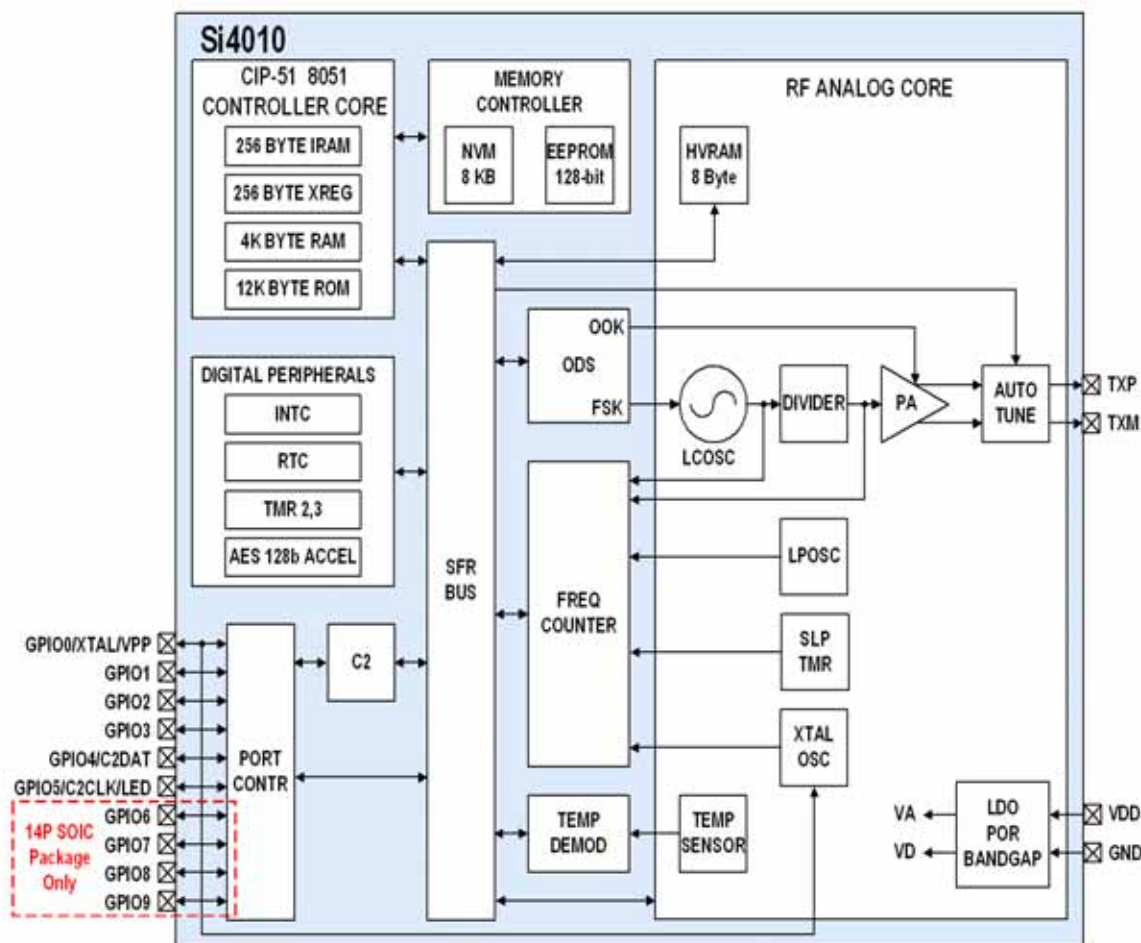 Si4010
CIP-51 8051
CONTROLLER CORE
256 BYTE IRAM
256 BYTE XREG
4K BYTE RAM
12K BYTE ROM
MEMORY
CONTROLLER
NVM
8 KB
EEPROM
128-bit
RF ANALOG CORE
HVRAM
8 Byte
DIGITAL PERIPHERALS
INTC
RTC
TMR 2,3
AES 128b ACCEL
SFR
BUS
OOK
ODS
FSK
LCOSC
DIVIDER
PA
AUTO
TUNE
TXP
TXM
FREQ
COUNTER
LPOSC
SLP
TMR
XTAL
OSC
GPIO0/XTAL/VPP
GPIO1
GPIO2
GPIO3
GPIO4/C2DAT
GPIO5/C2CLK/LED
GPIO6
GPIO7
GPIO8
GPIO9
14P SOIC
Package
Only
PORT
CONTR
C2
TEMP
DEMOD
TEMP
SENSOR
VA
VD
LDO
POR
BANDGAP
VDD
GND